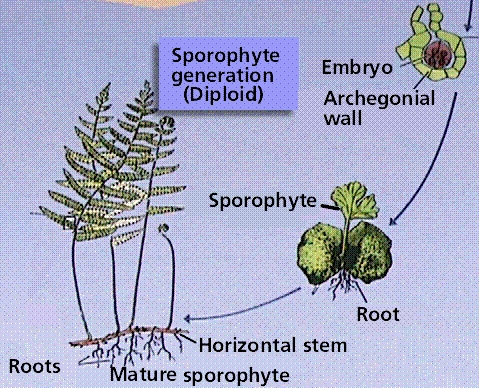 Sporophyte
generation
(Diploid)
Embryo
Archegonial
wall
Sporophyte
Root
Horizontal stem
Roots
Mature sporophyte